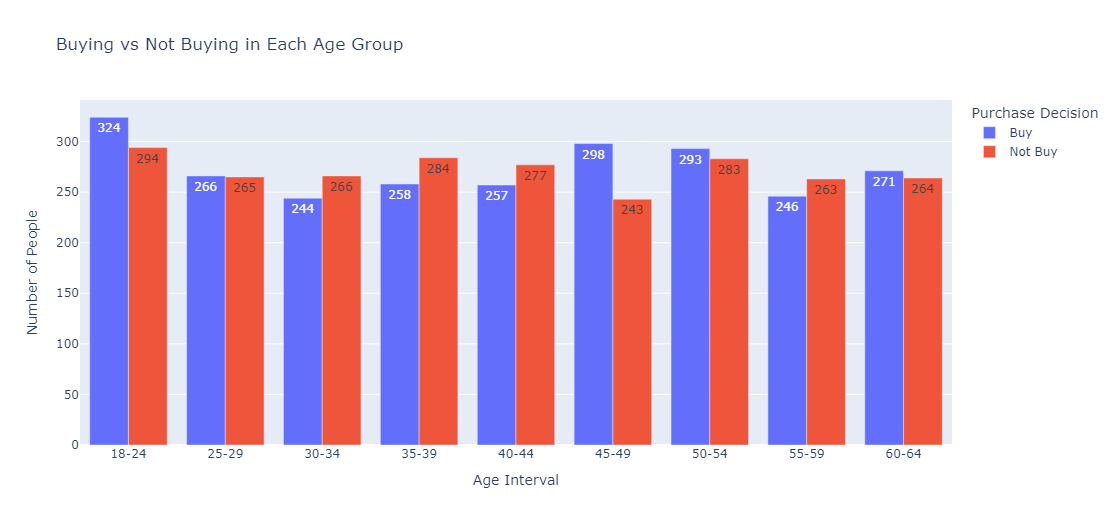 Buying vs Not Buying in Each Age Group
Purchase Decision
Buy
Not Buy
Number of People
300
250
200
150
100
50
0
324 294 266 265 244 266 258 284 257 277 298 243 293 283 246 263 271 264
18-24 25-29 30-34 35-39 40-44 45-49 50-54 55-59 60-64
Age Interval